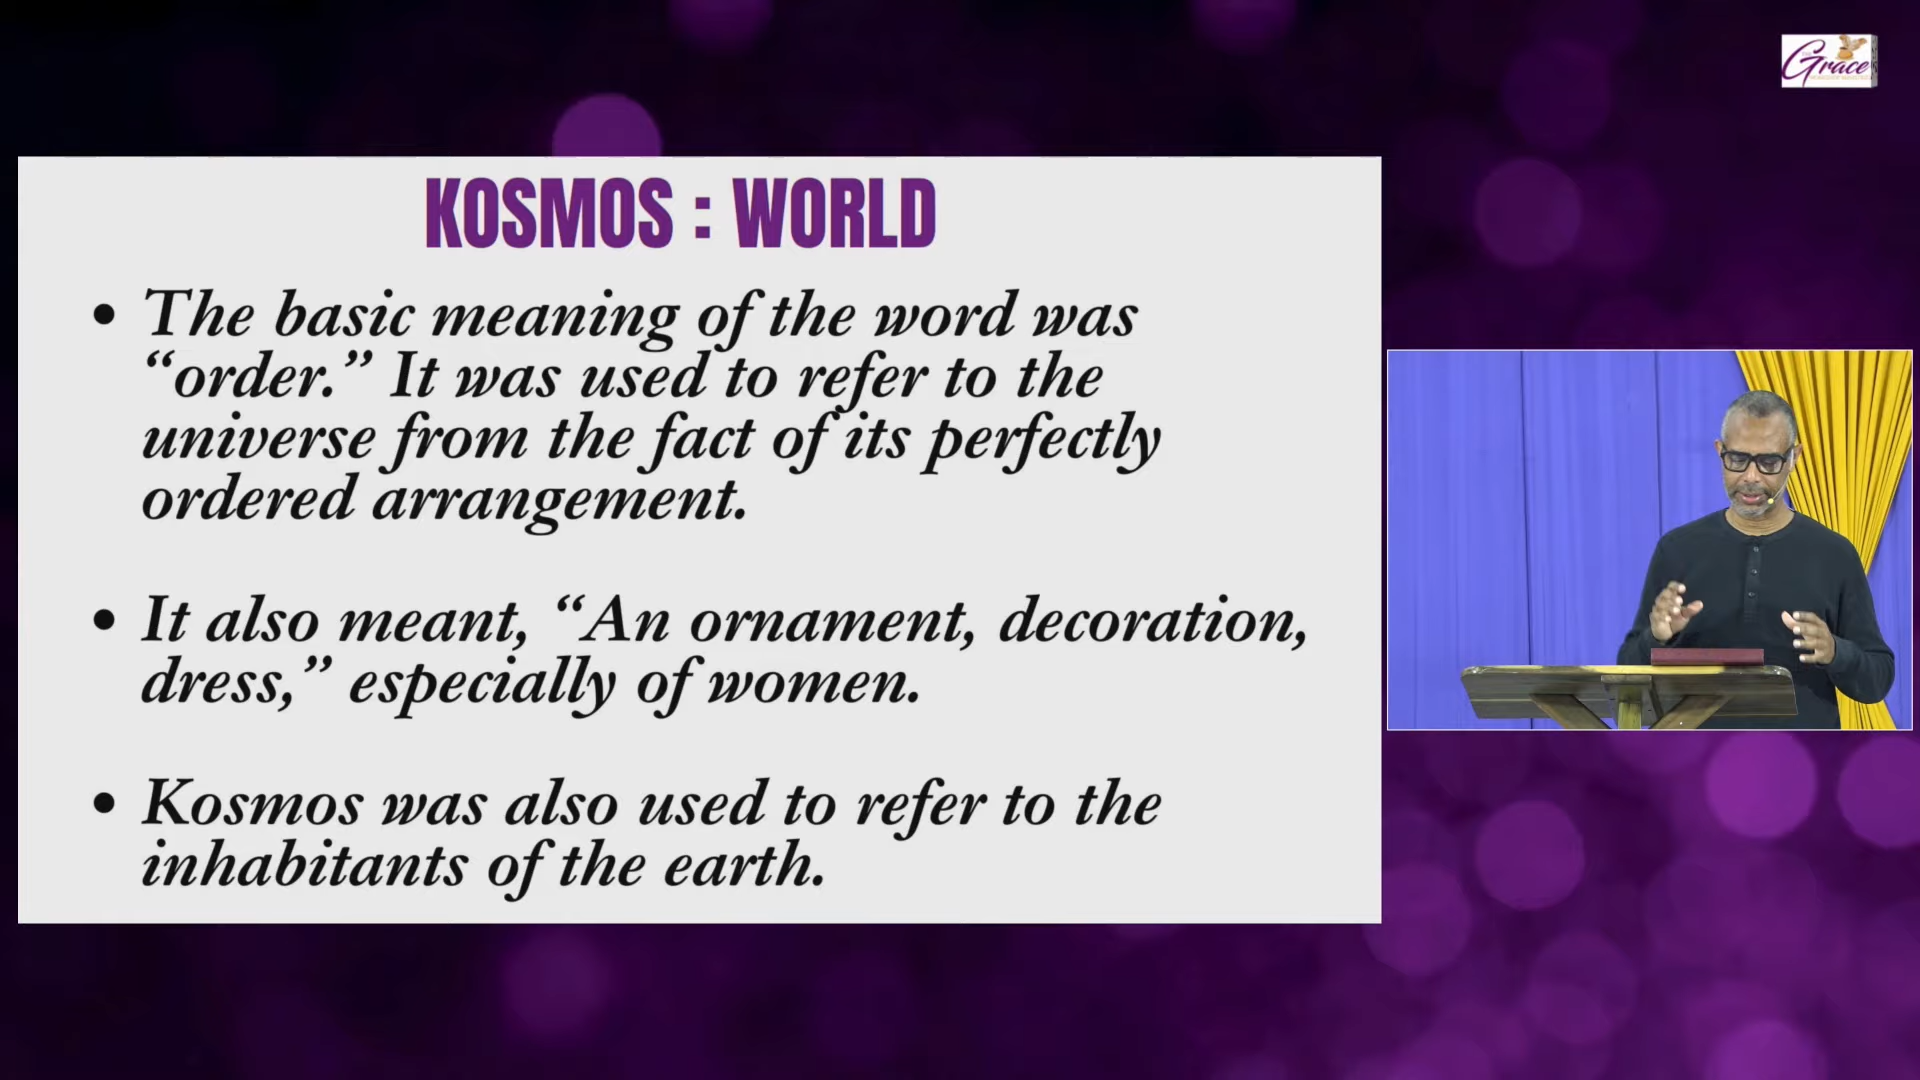 Grace
KOSMOS : WORLD
• The basic meaning of the word was
“order.” It was used to refer to the
universe from the fact of its perfectly
ordered arrangement.
• It also meant, “An ornament, decoration,
dress,” especially of women.
• Kosmos was also used to refer to the
inhabitants of the earth.